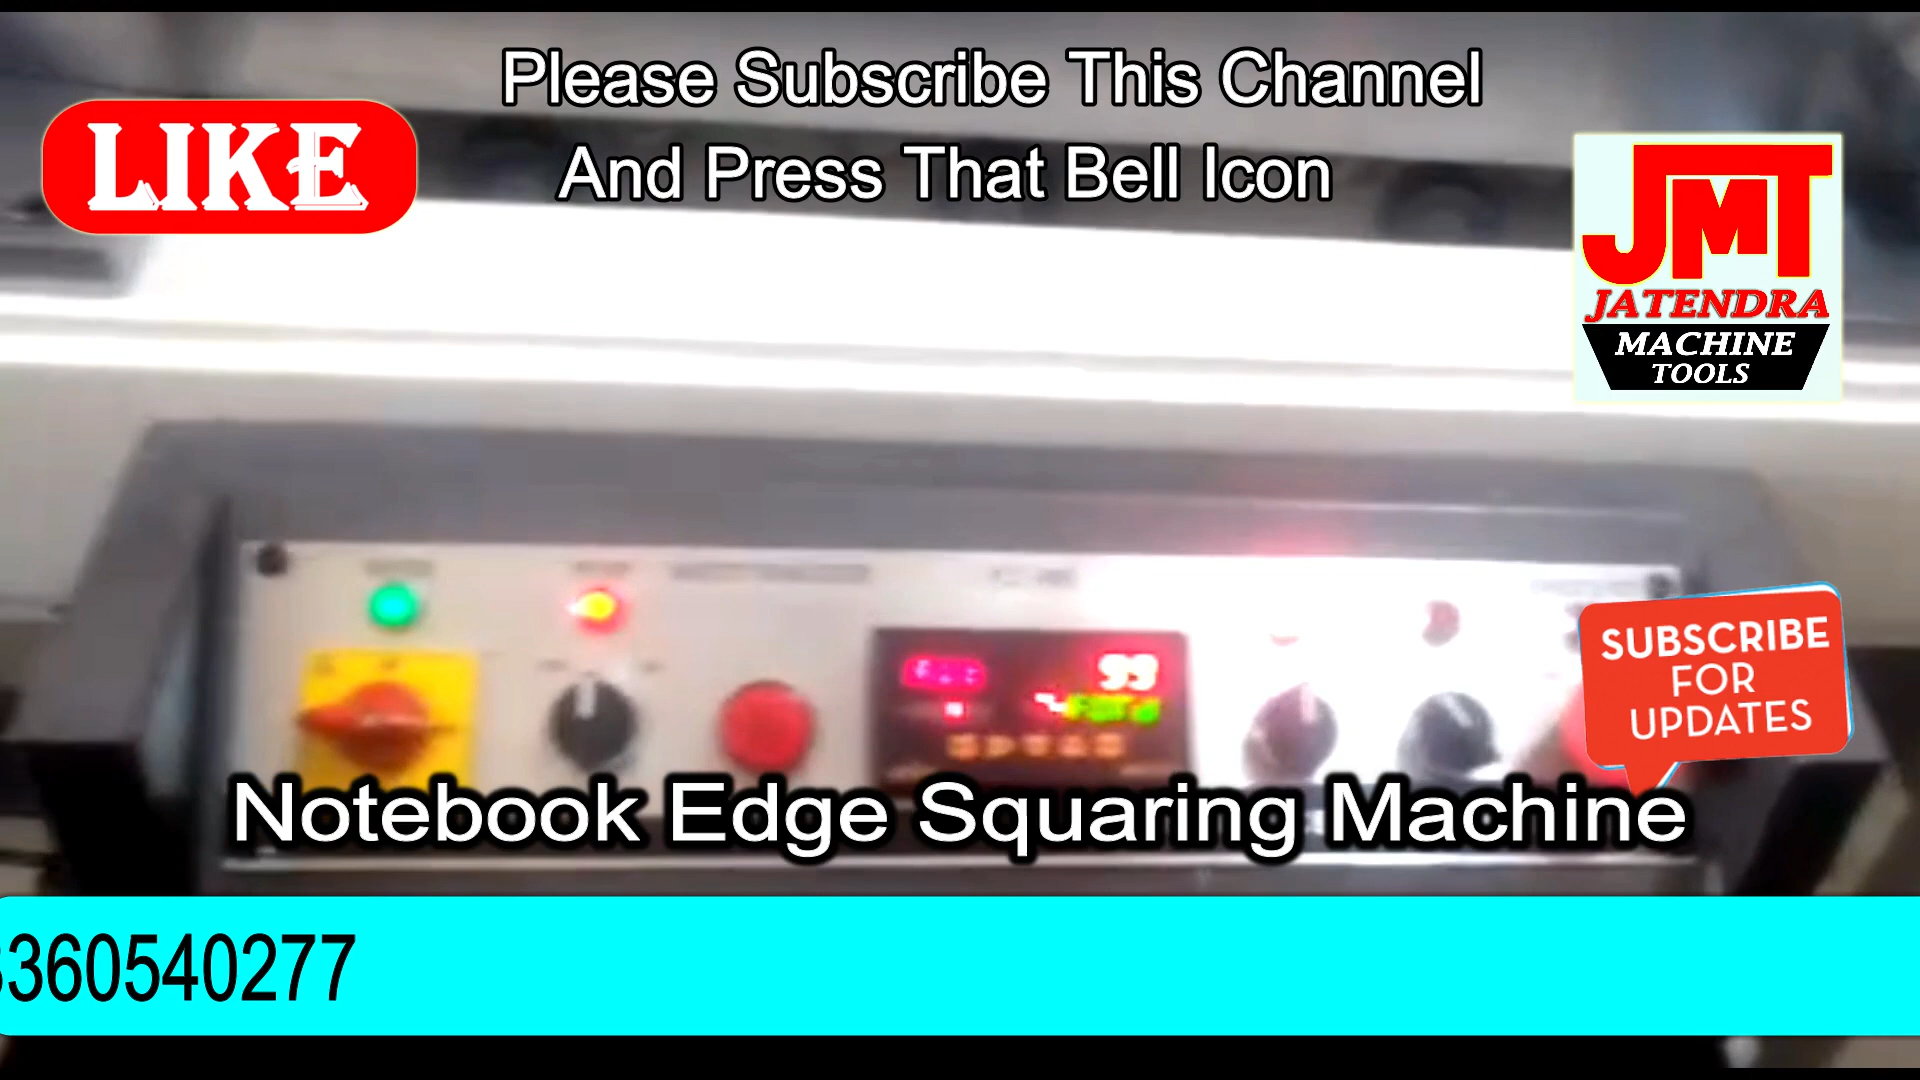 Please Subscribe This Channel
And Press That Bell Icon
LIKE
JMT
JATENDRA
MACHINE
TOOLS
99
SUBSCRIBE
FOR
UPDATES
Notebook Edge Squaring Machine
360540277